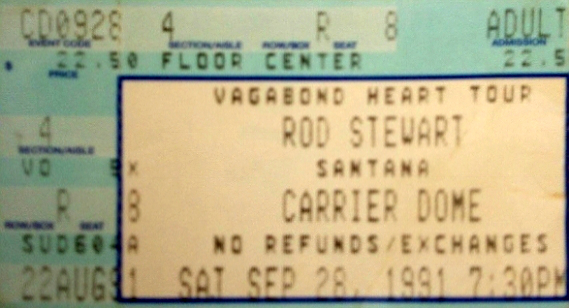 CD0928 4 R 8 ADULT
EVENT CODE SECTION/AISLE ROW/BOX SEAT ADMISSION
$ 22.50 FLOOR CENTER 22.5
PRICE
VAGABOND HEART TOUR
4 ROD STEWART
SECTION/AISLE
SANTANA
R 8 CARRIER DOME
ROW/BOX SEAT
NO REFUNDS/EXCHANGES
22AUG91 SAT SEP 28, 1991 7:30PM